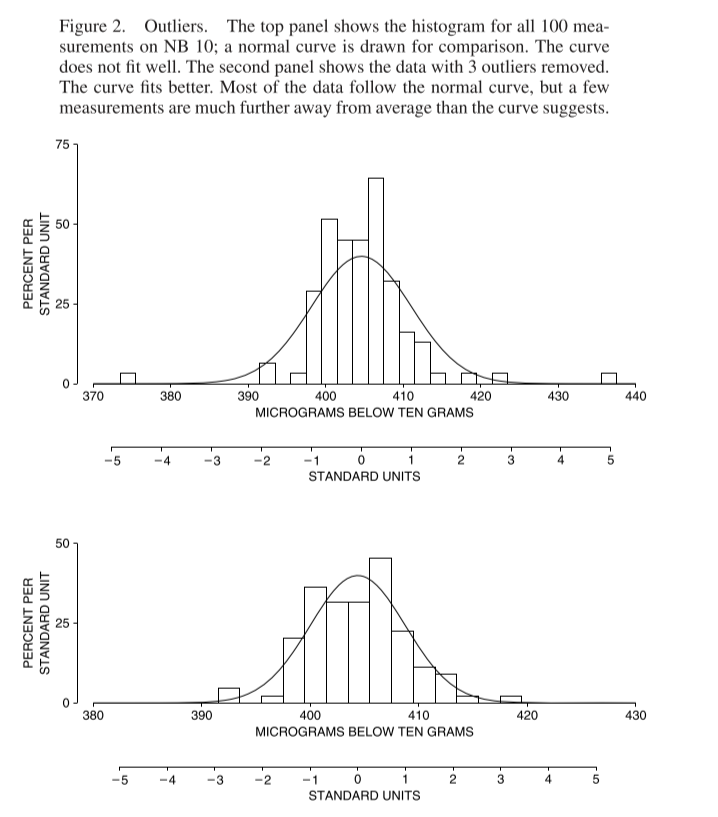 Figure 2. Outliers. The top panel shows the histogram for all 100 mea-
surements on NB 10; a normal curve is drawn for comparison. The curve
does not fit well. The second panel shows the data with 3 outliers removed.
The curve fits better. Most of the data follow the normal curve, but a few
measurements are much further away from average than the curve suggests.
PERCENT PER
STANDARD UNIT
75
50
25
0
370 380 390 400 410 420 430 440
MICROGRAMS BELOW TEN GRAMS
−5 −4 −3 −2 −1 0 1 2 3 4 5
STANDARD UNITS
PERCENT PER
STANDARD UNIT
50
25
0
380 390 400 410 420 430
MICROGRAMS BELOW TEN GRAMS
−5 −4 −3 −2 −1 0 1 2 3 4 5
STANDARD UNITS